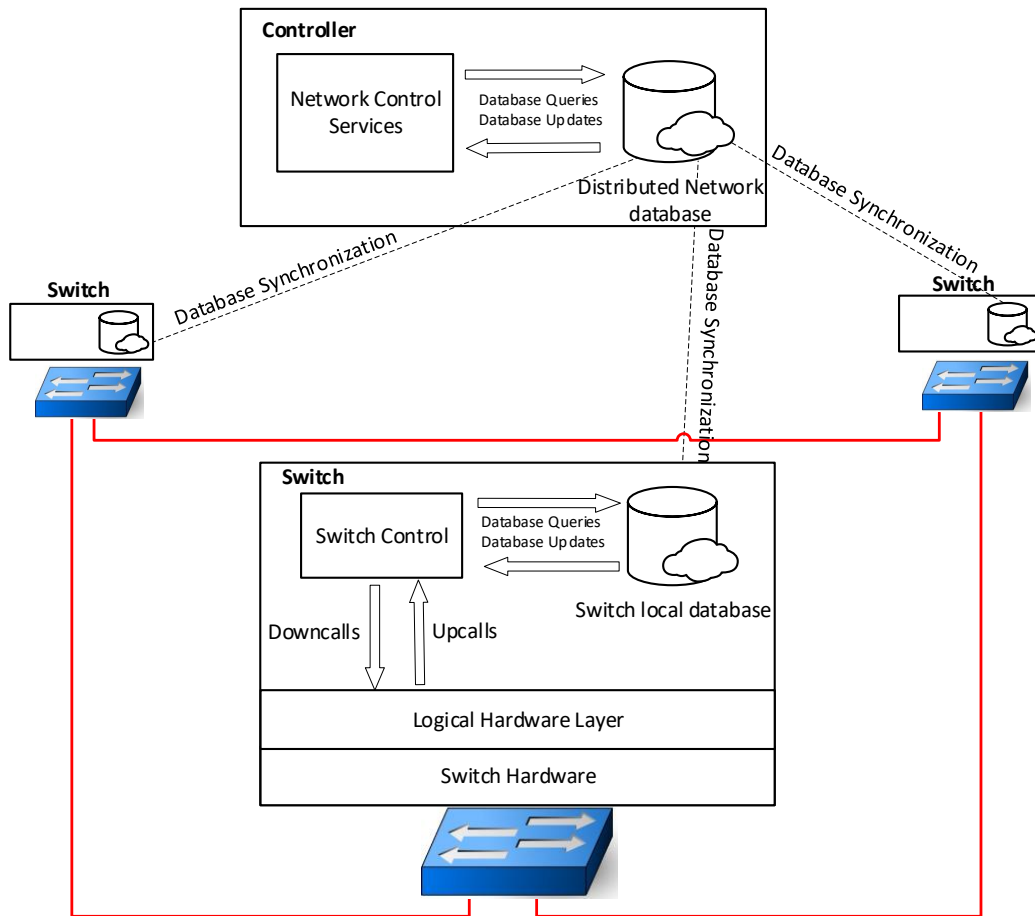 Controller
Network Control
Services
Database Queries
Database Updates
Distributed Network
database
Database Synchronization
Database Synchronization
Database Synchronization
Switch
Switch
Switch
Switch Control
Database Queries
Database Updates
Switch local database
Downcalls
Upcalls
Logical Hardware Layer
Switch Hardware